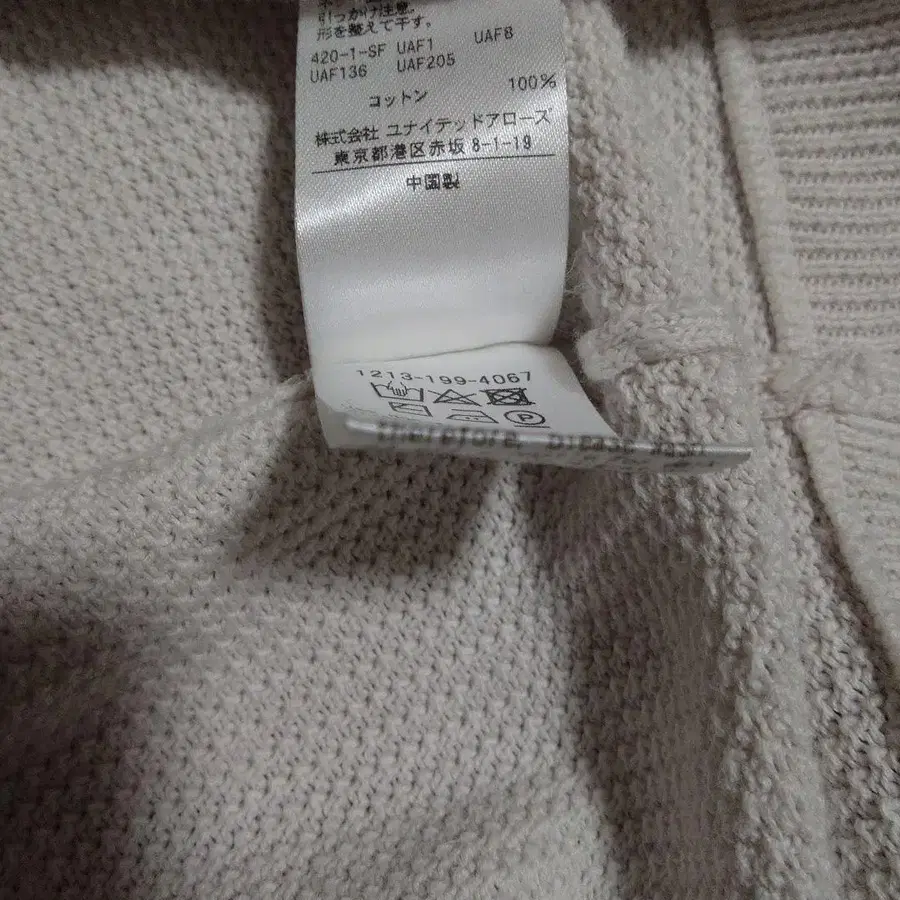 引っかけ注意。
形を整えて干す。
420-1-SF UAF1 UAF8
UAF136 UAF205
コットン 100%
株式会社 ユナイテッドアローズ
東京都港区赤坂 8-1-19
中国製
1213-199-4067
P
therefore, please